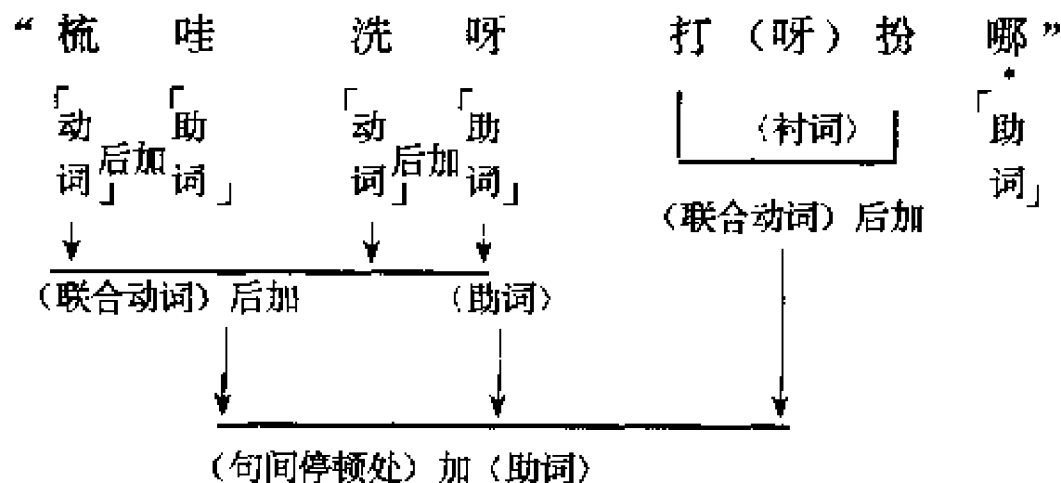 “梳 哇 洗 呀 打（呀）扮 哪”
「动词」后加「助词」 「动词」后加「助词」 （衬词） 「助词」
（联合动词）后加
（联合动词）后加 （助词）
（句间停顿处）加（助词）